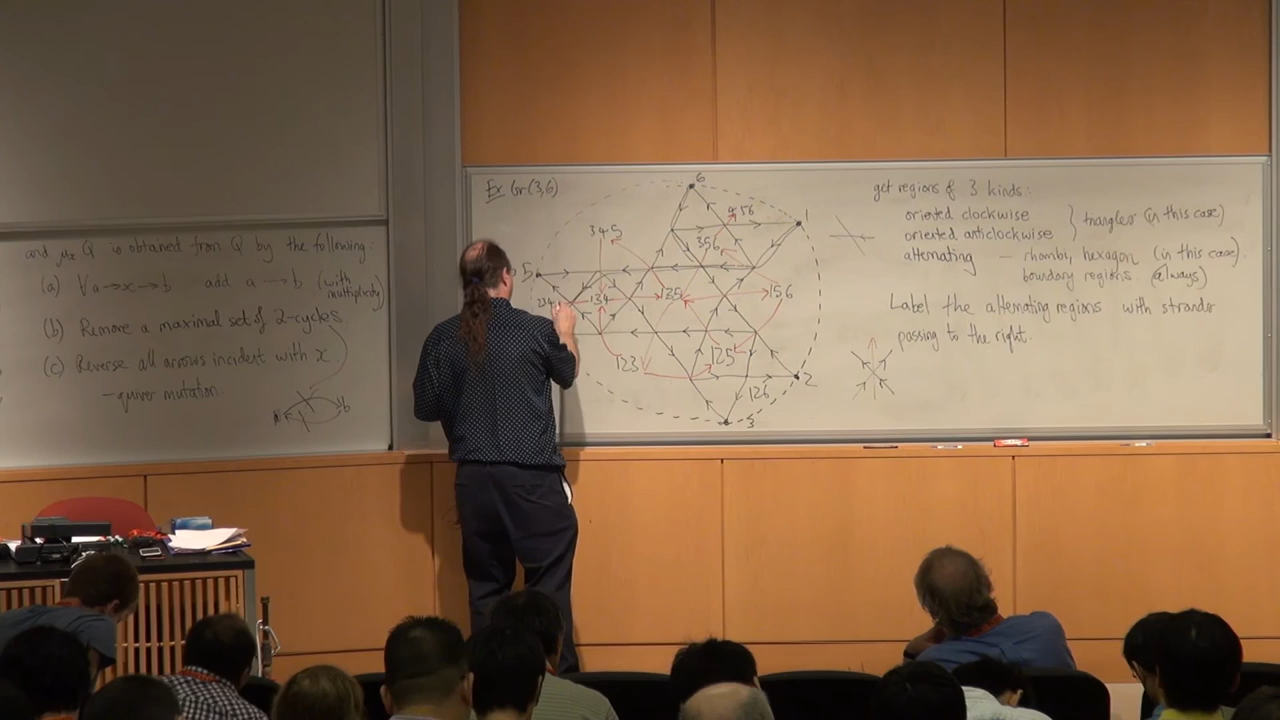 and μₓ Q is obtained from Q by the following:
(a) ∀ a→x→b add a→b (with multiplicity)
(b) Remove a maximal set of 2-cycles
(c) Reverse all arrows incident with x
- quiver mutation.
b
Ex Gr(3,6)
6
1
456
345
356
5
234
134
135
156
123
125
2
126
3
get regions of 3 kinds:
oriented clockwise
oriented anticlockwise
} triangles (in this case)
alternating - rhombi, hexagon (in this case).
boundary regions (always)
Label the alternating regions with strands
passing to the right.